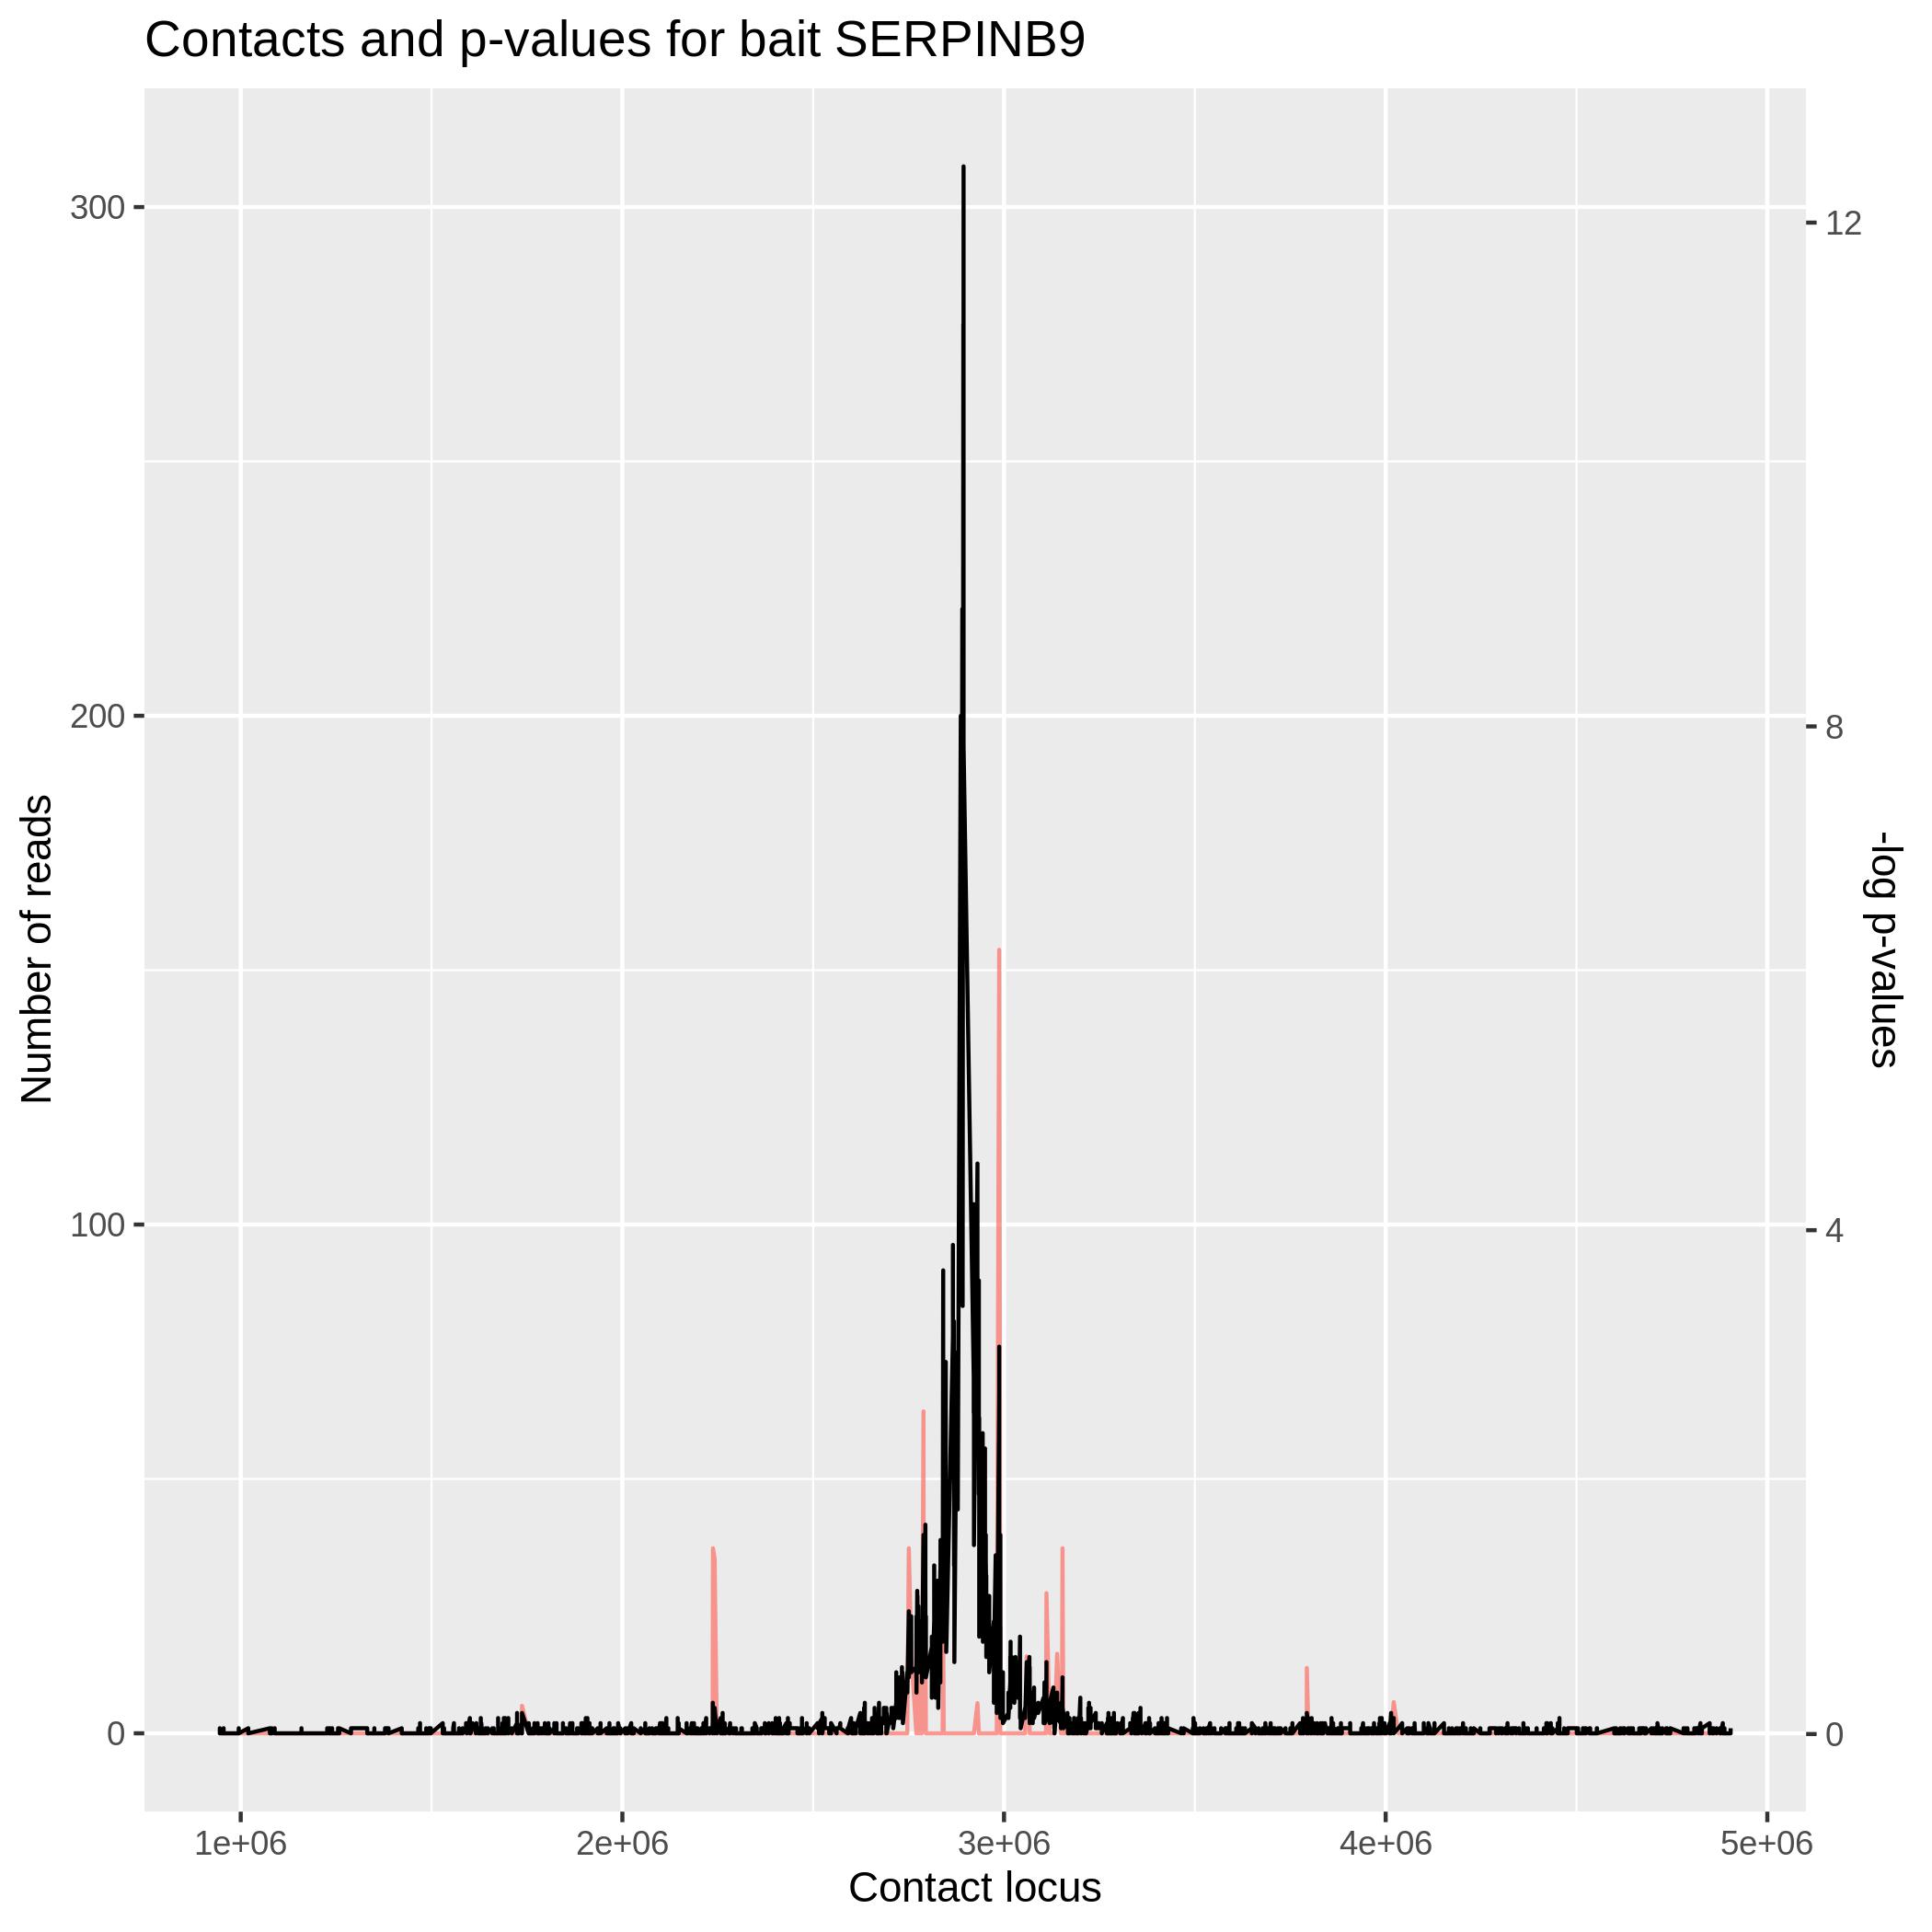 Contacts and p-values for bait SERPINB9
300
200
100
0
Number of reads
12
8
4
0
-log p-values
1e+06
2e+06
3e+06
4e+06
5e+06
Contact locus